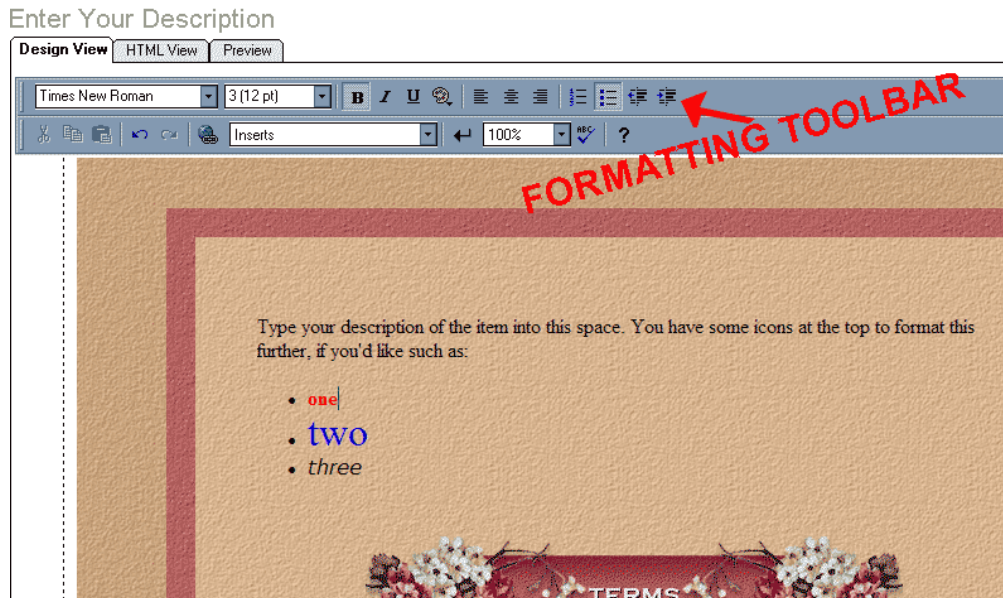 Enter Your Description
Design View HTML View Preview
Times New Roman 3 (12 pt) B I U
Inserts 100% ABC ?
FORMATTING TOOLBAR
Type your description of the item into this space. You have some icons at the top to format this
further, if you'd like such as:
• one
• two
• three
TERMS